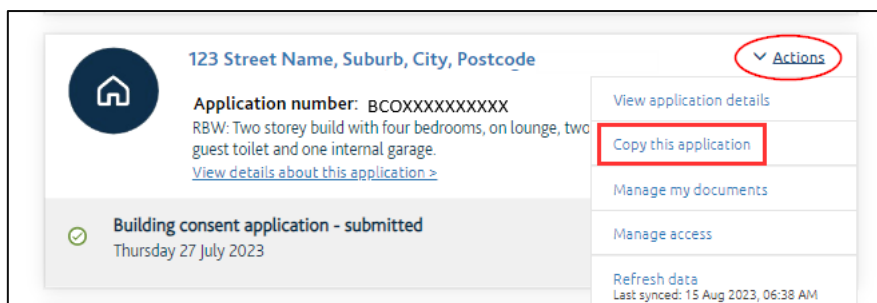 123 Street Name, Suburb, City, Postcode
Actions
Application number: BCOXXXXXXXXXX
RBW: Two storey build with four bedrooms, on lounge, two
guest toilet and one internal garage.
View details about this application >
Building consent application - submitted
Thursday 27 July 2023
View application details
Copy this application
Manage my documents
Manage access
Refresh data
Last synced: 15 Aug 2023, 06:38 AM